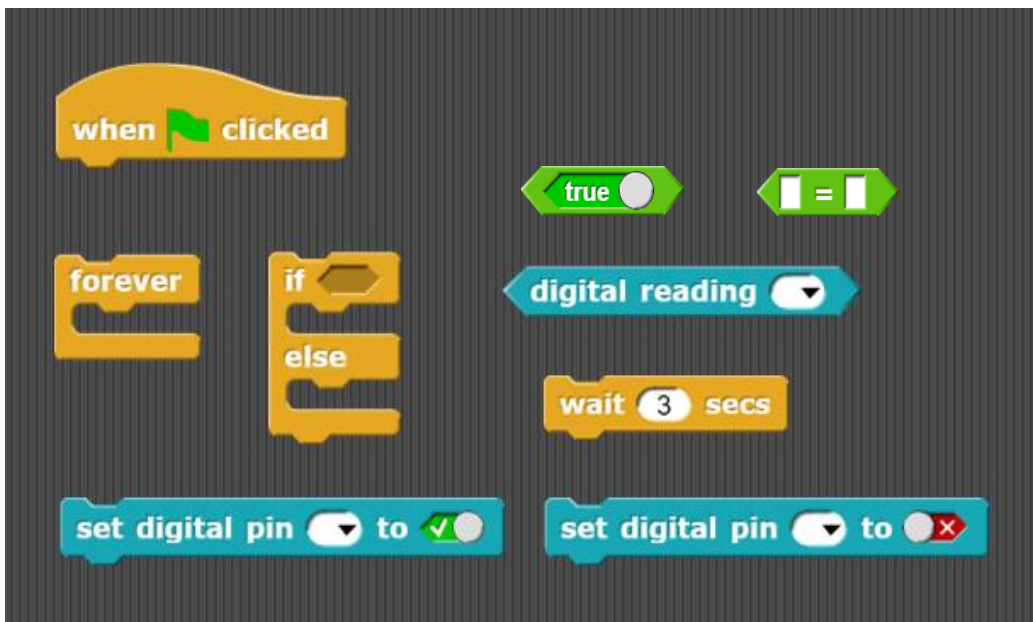 when clicked
true
=
forever
if
digital reading
else
wait 3 secs
set digital pin to
set digital pin to